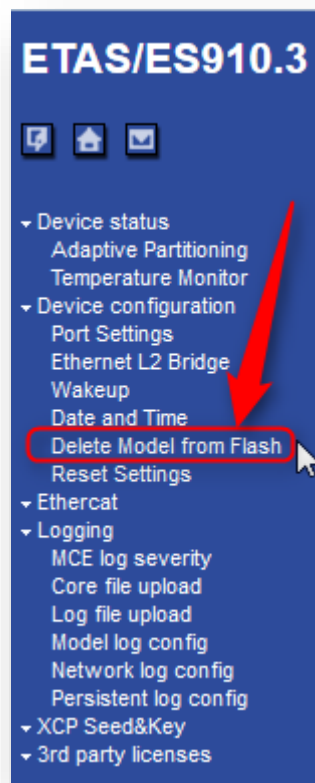 ETAS/ES910.3
Device status
Adaptive Partitioning
Temperature Monitor
Device configuration
Port Settings
Ethernet L2 Bridge
Wakeup
Date and Time
Delete Model from Flash
Reset Settings
Ethercat
Logging
MCE log severity
Core file upload
Log file upload
Model log config
Network log config
Persistent log config
XCP Seed&Key
3rd party licenses